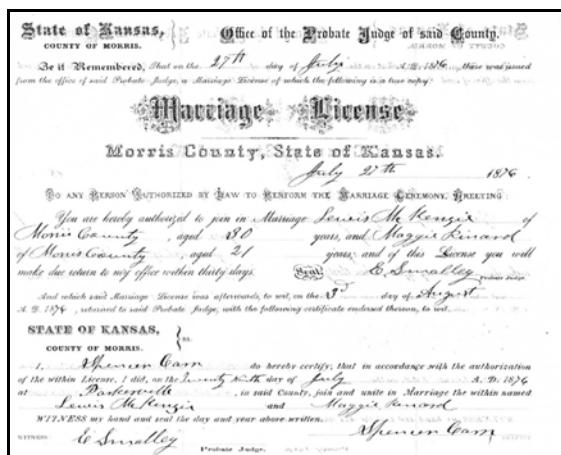 State of Kansas, Office of the Probate Judge of said County.
COUNTY OF MORRIS.
Be it Remembered, That on the 27th day of July A. D. 1876, there was issued
from the office of said Probate Judge, a Marriage License of which the following is a true copy:
Marriage License
Morris County, State of Kansas.
July 27th 1876
TO ANY PERSON AUTHORIZED BY LAW TO PERFORM THE MARRIAGE CEREMONY, GREETING
You are hereby authorized to join in Marriage Lewis McKenzie of
Morris County, aged 30 years, and Maggie Kinard
of Morris County, aged 21 years; and of this License you will
make due return to my office within thirty days. Seal E Smalley
Probate Judge.
And which said Marriage License was afterwards, to wit, on the 3d day of August
A. D. 1876, returned to said Probate Judge, with the following certificate endorsed thereon, to wit:
STATE OF KANSAS,
COUNTY OF MORRIS. ss.
I, Spencer Carn do hereby certify, that in accordance with the authorization
of the within License, I did, on the Twenty Ninth day of July A. D. 1876
at Parkerville, in said County, join and unite in Marriage the within named
Lewis McKenzie and Maggie Kinard
WITNESS my hand and seal the day and year above written.
Spencer Carn
WITNESS: E Smalley
Probate Judge.